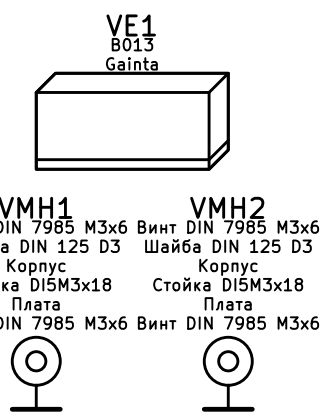 VE1
B013
Gainta
VMH1
DIN 7985 M3x6
а DIN 125 D3
Корпус
ка DI5M3x18
Плата
DIN 7985 M3x6
VMH2
Винт DIN 7985 M3x6
Шайба DIN 125 D3
Корпус
Стойка DI5M3x18
Плата
Винт DIN 7985 M3x6